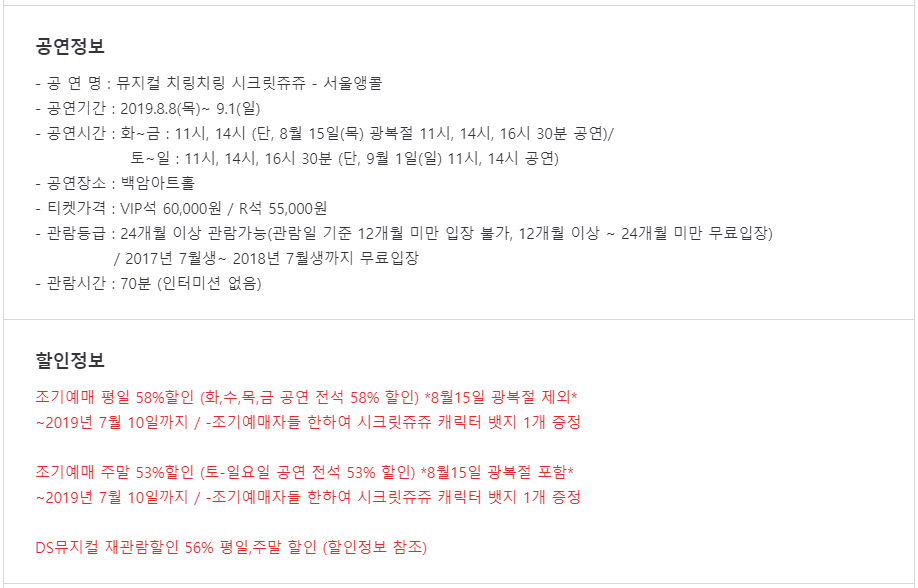 공연정보
- 공 연 명 : 뮤지컬 치링치링 시크릿쥬쥬 - 서울앵콜
- 공연기간 : 2019.8.8(목)~ 9.1(일)
- 공연시간 : 화~금 : 11시, 14시 (단, 8월 15일(목) 광복절 11시, 14시, 16시 30분 공연)/
토~일 : 11시, 14시, 16시 30분 (단, 9월 1일(일) 11시, 14시 공연)
- 공연장소 : 백암아트홀
- 티켓가격 : VIP석 60,000원 / R석 55,000원
- 관람등급 : 24개월 이상 관람가능(관람일 기준 12개월 미만 입장 불가, 12개월 이상 ~ 24개월 미만 무료입장)
/ 2017년 7월생~ 2018년 7월생까지 무료입장
- 관람시간 : 70분 (인터미션 없음)
할인정보
조기예매 평일 58%할인 (화,수,목,금 공연 전석 58% 할인) *8월15일 광복절 제외*
~2019년 7월 10일까지 / -조기예매자들 한하여 시크릿쥬쥬 캐릭터 뱃지 1개 증정
조기예매 주말 53%할인 (토-일요일 공연 전석 53% 할인) *8월15일 광복절 포함*
~2019년 7월 10일까지 / -조기예매자들 한하여 시크릿쥬쥬 캐릭터 뱃지 1개 증정
DS뮤지컬 재관람할인 56% 평일,주말 할인 (할인정보 참조)